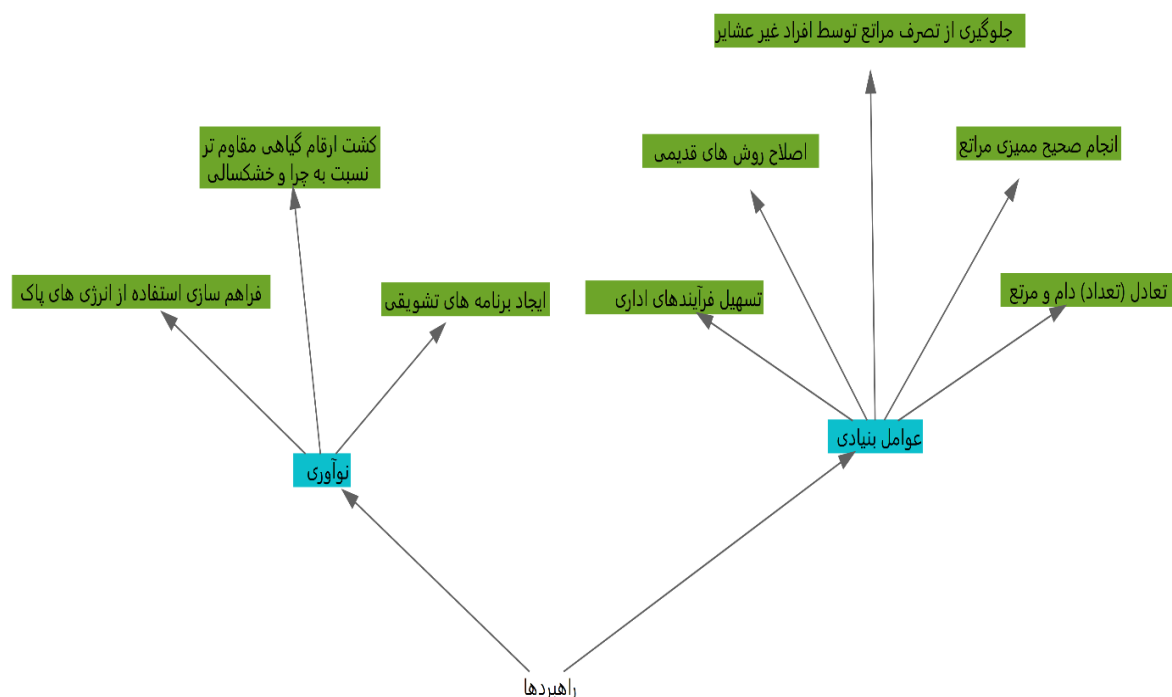 جلوگیری از تصرف مراتع توسط افراد غیر عشایر
کشت ارقام گیاهی مقاوم تر
نسبت به چرا و خشکسالی
اصلاح روش های قدیمی
انجام صحیح ممیزی مراتع
فراهم سازی استفاده از انرژی های پاک
ایجاد برنامه های تشویقی
تسهیل فرآیندهای اداری
تعادل (تعداد) دام و مرتع
نوآوری
عوامل بنیادی
راهبردها